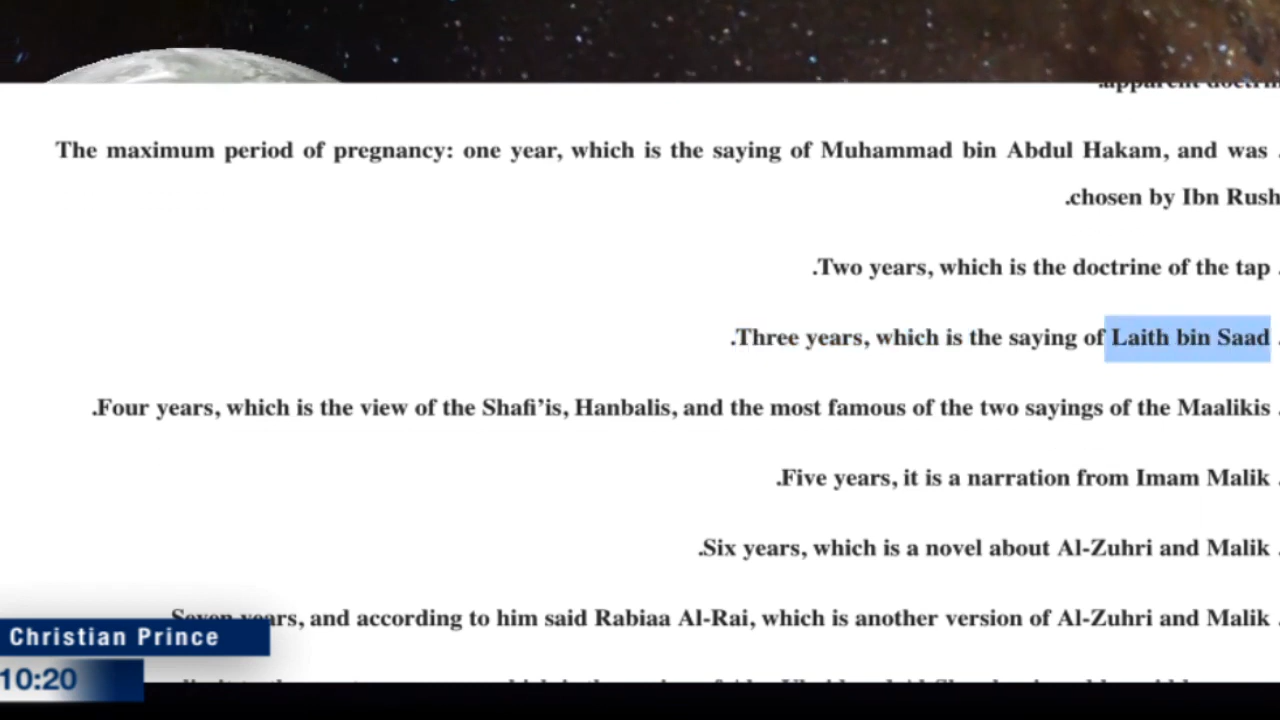 The maximum period of pregnancy: one year, which is the saying of Muhammad bin Abdul Hakam, and was .
.chosen by Ibn Rush
.Two years, which is the doctrine of the tap .
.Three years, which is the saying of Laith bin Saad .
.Four years, which is the view of the Shafi’is, Hanbalis, and the most famous of the two sayings of the Maalikis .
.Five years, it is a narration from Imam Malik .
.Six years, which is a novel about Al-Zuhri and Malik .
Seven years, and according to him said Rabiaa Al-Rai, which is another version of Al-Zuhri and Malik .
Christian Prince
10:20